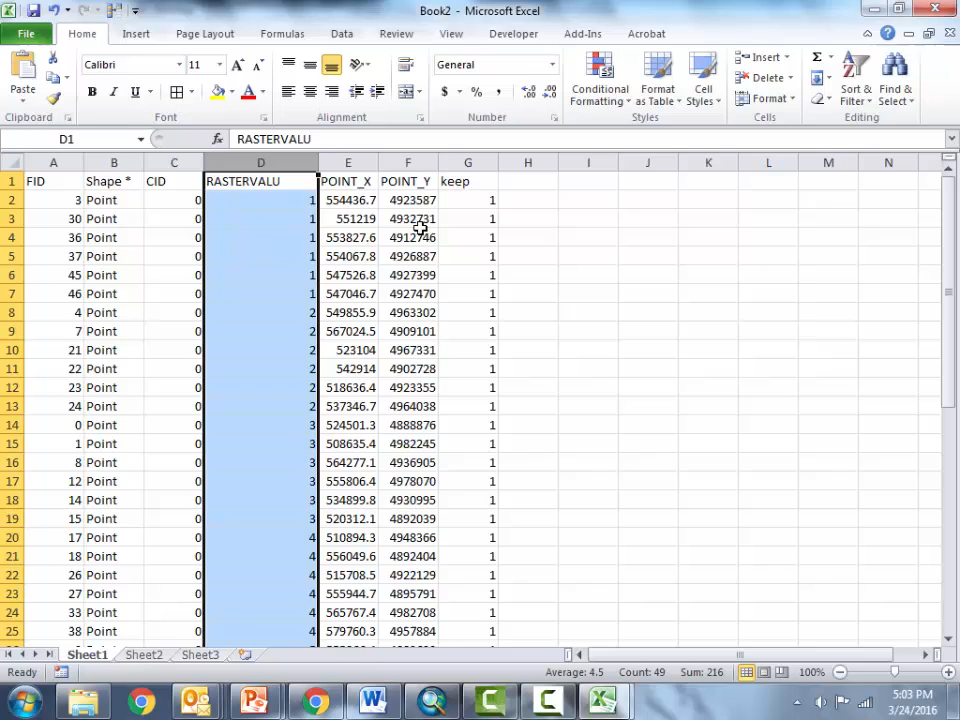 Book2 - Microsoft Excel
File Home Insert Page Layout Formulas Data Review View Developer Add-Ins Acrobat
Paste
Clipboard
Calibri 11
B I U
Font
Alignment
General
$ % ,
Number
Conditional Formatting
Format as Table
Cell Styles
Styles
Insert
Delete
Format
Cells
Sort & Filter
Find & Select
Editing
D1 fx RASTERVALU
A B C D E F G H I J K L M N
1 FID Shape * CID RASTERVALU POINT_X POINT_Y keep
2 3 Point 0 1 554436.7 4923587 1
3 30 Point 0 1 551219 4932731 1
4 36 Point 0 1 553827.6 4912746 1
5 37 Point 0 1 554067.8 4926887 1
6 45 Point 0 1 547526.8 4927399 1
7 46 Point 0 1 547046.7 4927470 1
8 4 Point 0 2 549855.9 4963302 1
9 7 Point 0 2 567024.5 4909101 1
10 21 Point 0 2 523104 4967331 1
11 22 Point 0 2 542914 4902728 1
12 23 Point 0 2 518636.4 4923355 1
13 24 Point 0 2 537346.7 4964038 1
14 0 Point 0 3 524501.3 4888876 1
15 1 Point 0 3 508635.4 4982245 1
16 8 Point 0 3 564277.1 4936905 1
17 12 Point 0 3 555806.4 4978070 1
18 14 Point 0 3 534899.8 4930995 1
19 15 Point 0 3 520312.1 4892039 1
20 17 Point 0 4 510894.3 4948366 1
21 18 Point 0 4 556049.6 4892404 1
22 26 Point 0 4 515708.5 4922129 1
23 27 Point 0 4 555944.7 4895791 1
24 33 Point 0 4 565767.4 4982708 1
25 38 Point 0 4 579760.3 4957884 1
Sheet1 Sheet2 Sheet3
Ready Average: 4.5 Count: 49 Sum: 216 100%
5:03 PM
3/24/2016